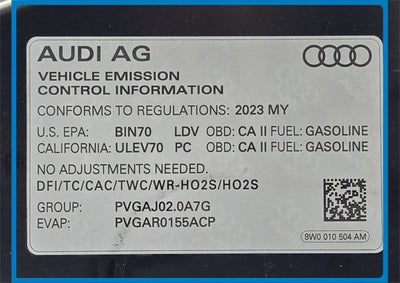 AUDI AG
VEHICLE EMISSION
CONTROL INFORMATION
CONFORMS TO REGULATIONS: 2023 MY
U.S. EPA: BIN70 LDV OBD: CA II FUEL: GASOLINE
CALIFORNIA: ULEV70 PC OBD: CA II FUEL: GASOLINE
NO ADJUSTMENTS NEEDED.
DFI/TC/CAC/TWC/WR-HO2S/HO2S
GROUP: PVGAJ02.0A7G
EVAP: PVGAR0155ACP
8W0 010 504 AM